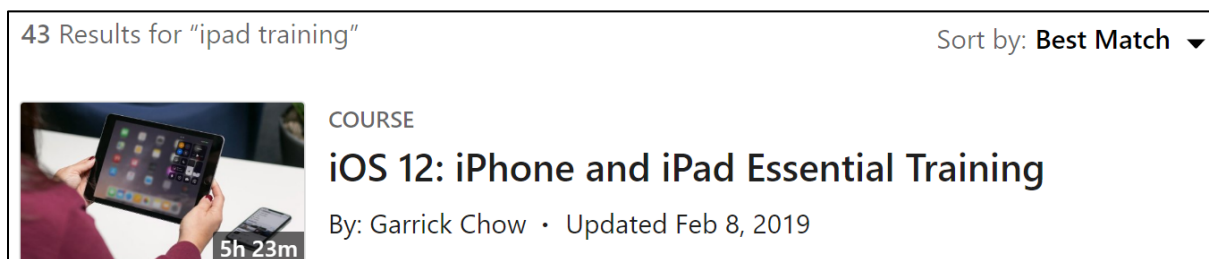 43 Results for “ipad training”
Sort by: Best Match
COURSE
iOS 12: iPhone and iPad Essential Training
By: Garrick Chow • Updated Feb 8, 2019
5h 23m